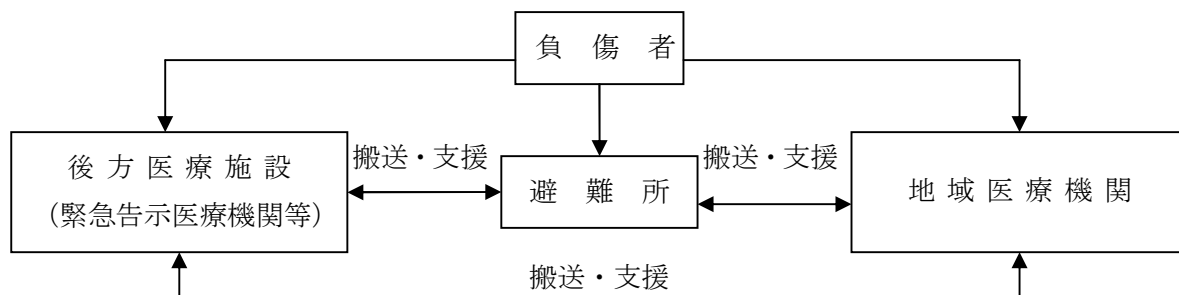 負傷者
搬送・支援
搬送・支援
後方医療施設
(緊急告示医療機関等)
避難所
地域医療機関
搬送・支援